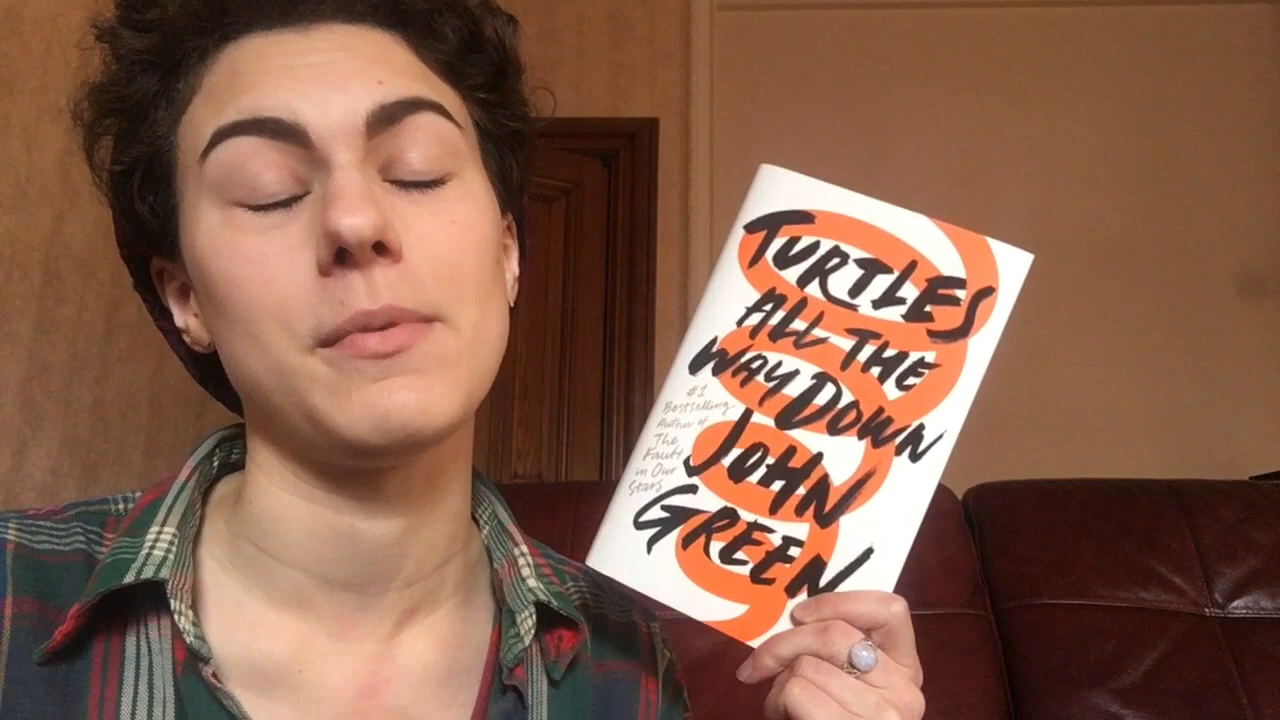 TURTLES
ALL THE
WAY DOWN
#1
Bestselling
Author of
The
Fault
in Our
Stars
JOHN
GREEN